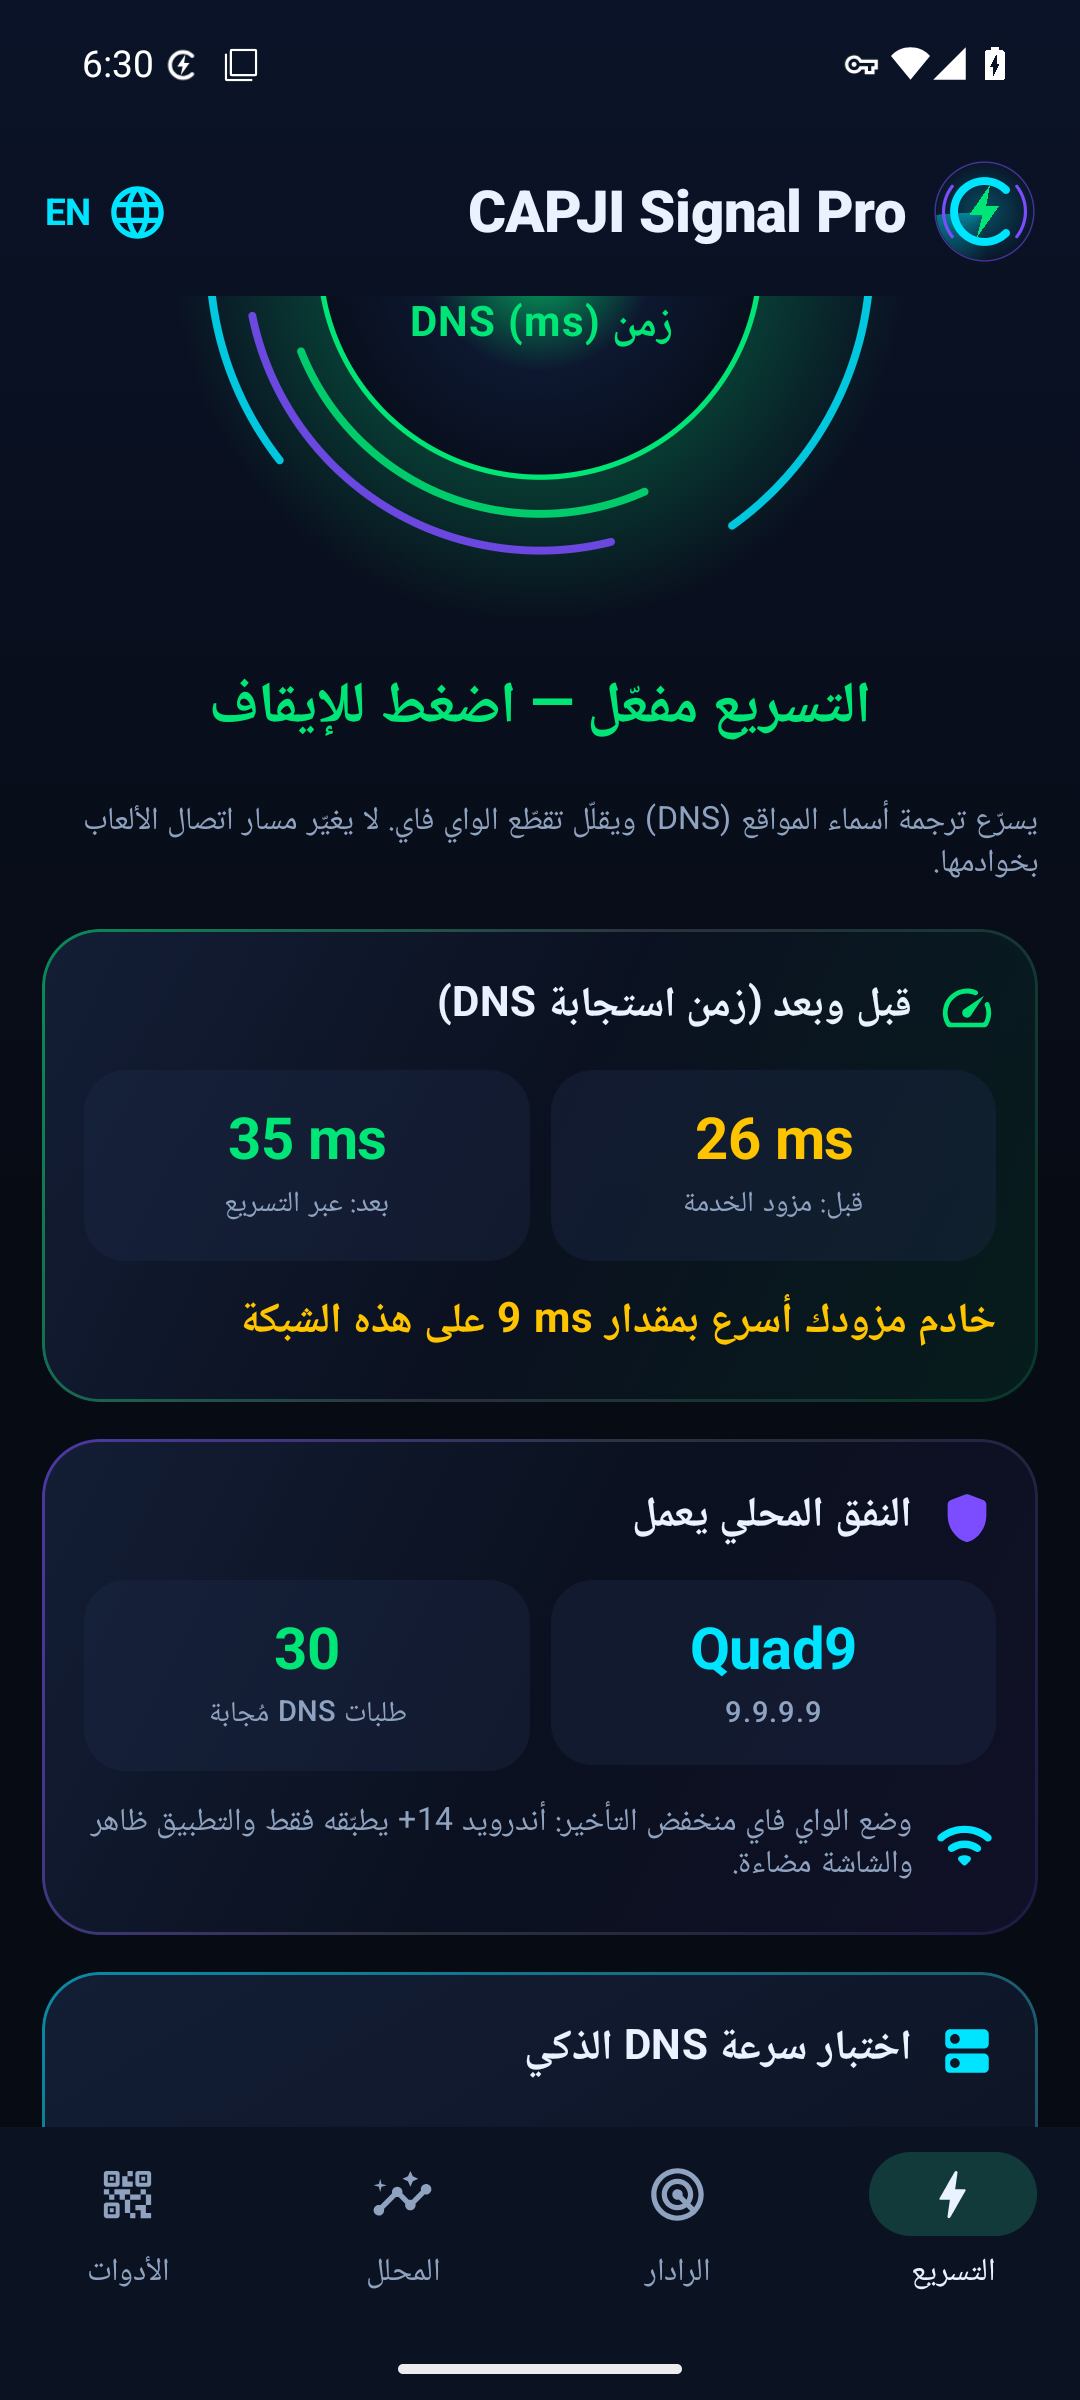 6:30
CAPJI Signal Pro
EN
زمن DNS (ms)
التسريع مفعّل — اضغط للإيقاف
يسرّع ترجمة أسماء المواقع (DNS) ويقلّل تقطّع الواي فاي. لا يغيّر مسار اتصال الألعاب
بخوادمها.
قبل وبعد (زمن استجابة DNS)
26 ms
قبل: مزود الخدمة
35 ms
بعد: عبر التسريع
خادم مزودك أسرع بمقدار 9 ms على هذه الشبكة
النفق المحلي يعمل
Quad9
9.9.9.9
30
طلبات DNS مُجابة
وضع الواي فاي منخفض التأخير: أندرويد 14+ يطبّقه فقط والتطبيق ظاهر
والشاشة مضاءة.
اختبار سرعة DNS الذكي
التسريع
الرادار
المحلل
الأدوات